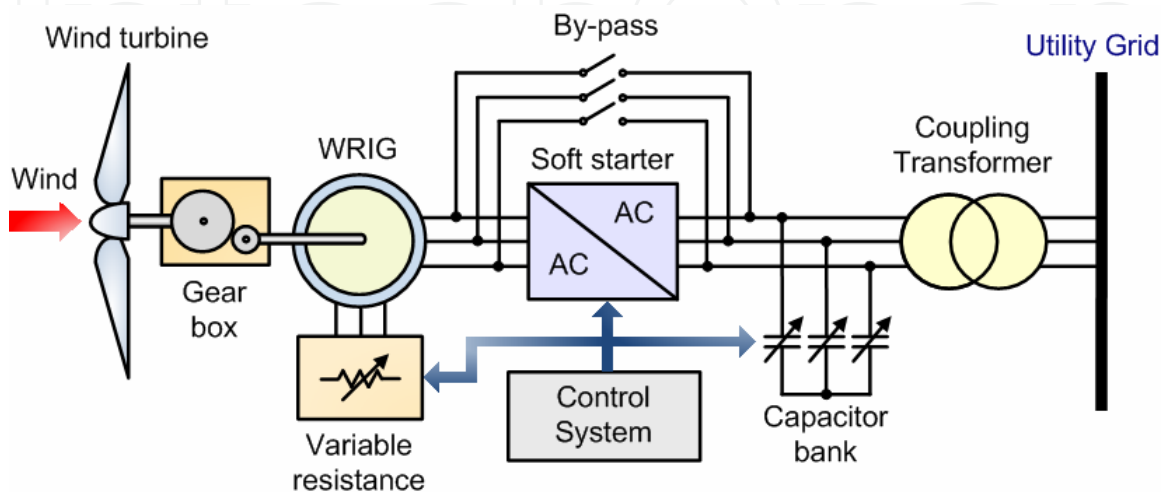 By-pass
Wind turbine
Utility Grid
WRIG
Soft starter
Coupling
Transformer
Wind
AC
AC
Gear
box
Control
System
Capacitor
bank
Variable
resistance